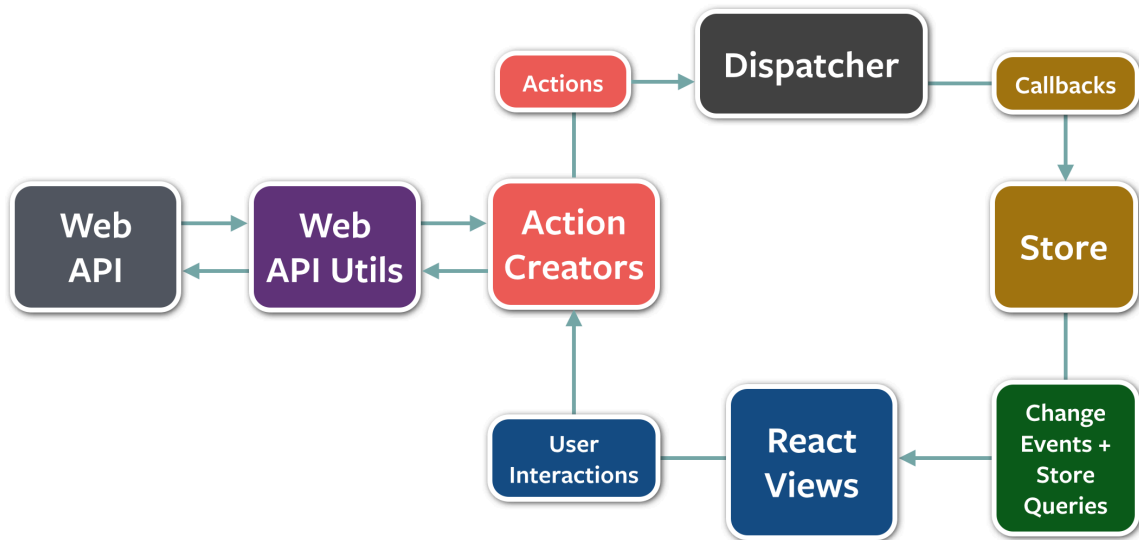 Dispatcher
Actions
Callbacks
Web
API
Web
API Utils
Action
Creators
Store
User
Interactions
React
Views
Change
Events +
Store
Queries